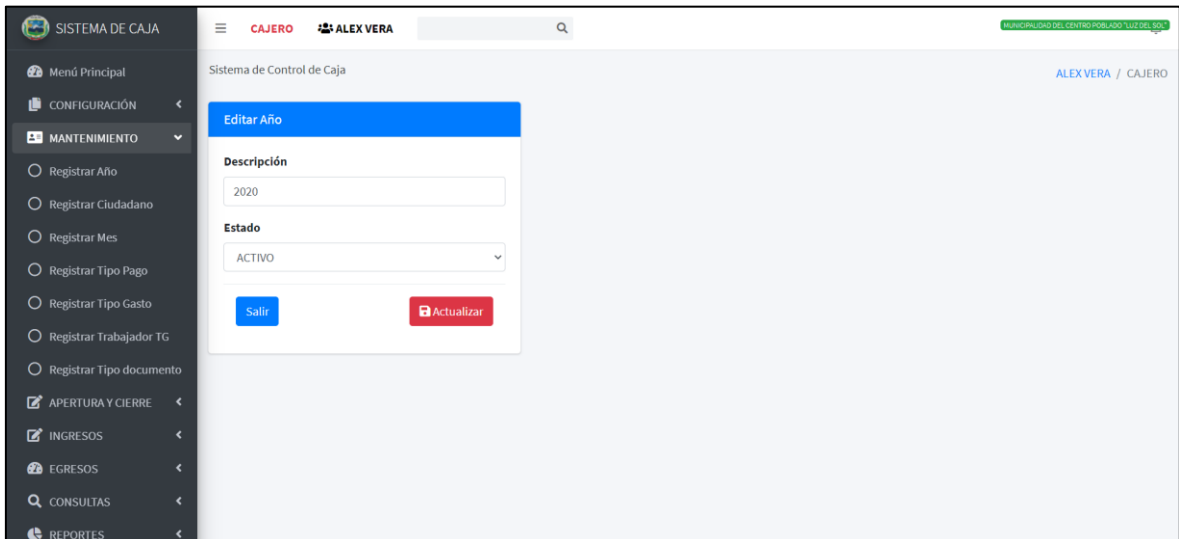 SISTEMA DE CAJA
CAJERO
ALEX VERA
MUNICIPALIDAD DEL CENTRO POBLADO "LUZ DEL SOL"
Menú Principal
CONFIGURACIÓN
MANTENIMIENTO
Registrar Año
Registrar Ciudadano
Registrar Mes
Registrar Tipo Pago
Registrar Tipo Gasto
Registrar Trabajador TG
Registrar Tipo documento
APERTURA Y CIERRE
INGRESOS
EGRESOS
CONSULTAS
REPORTES
Sistema de Control de Caja
ALEX VERA / CAJERO
Editar Año
Descripción
2020
Estado
ACTIVO
Salir
Actualizar